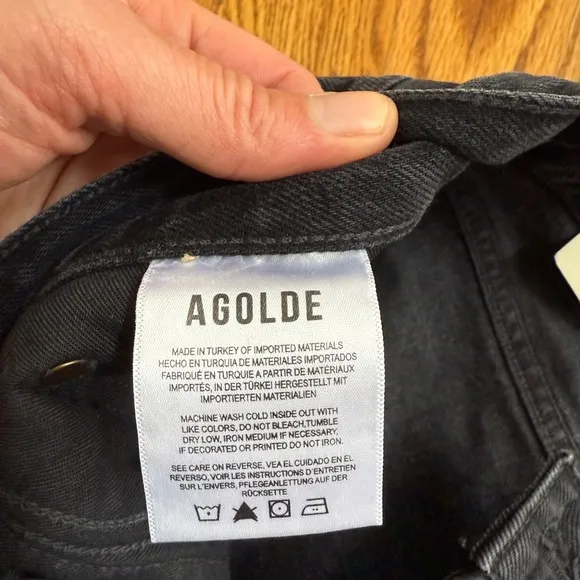 AGOLDE
MADE IN TURKEY OF IMPORTED MATERIALS
HECHO EN TURQUIA DE MATERIALES IMPORTADOS
FABRIQUÉ EN TURQUIE A PARTIR DE MATÉRIAUX
IMPORTÉS, IN DER TÜRKEI HERGESTELLT MIT
IMPORTIERTEN MATERIALIEN
MACHINE WASH COLD INSIDE OUT WITH
LIKE COLORS, DO NOT BLEACH,TUMBLE
DRY LOW, IRON MEDIUM IF NECESSARY,
IF DECORATED OR PRINTED DO NOT IRON.
SEE CARE ON REVERSE, VEA EL CUIDADO EN EL
REVERSO, VOIR LES INSTRUCTIONS D'ENTRETIEN
SUR L'ENVERS, PFLEGEANLEITUNG AUF DER
RÜCKSETTE